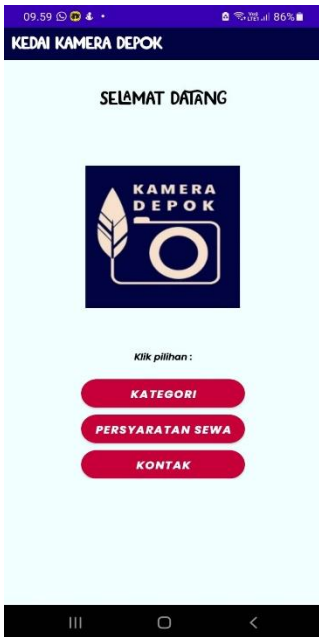 09.59
86%
KEDAI KAMERA DEPOK
SELAMAT DATANG
KAMERA
DEPOK
Klik pilihan :
KATEGORI
PERSYARATAN SEWA
KONTAK